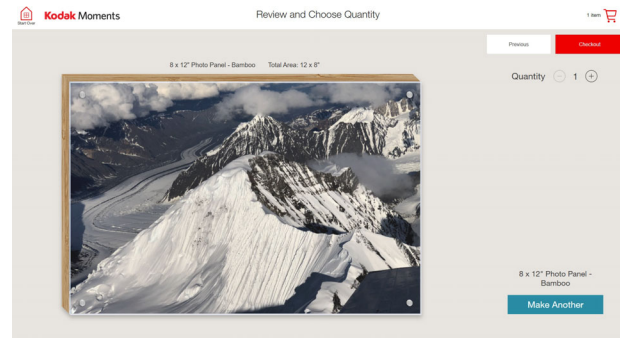 Start Over
Kodak Moments
Review and Choose Quantity
1 item
Previous
Checkout
8 x 12" Photo Panel - Bamboo Total Area: 12 x 8"
Quantity 1
8 x 12" Photo Panel -
Bamboo
Make Another